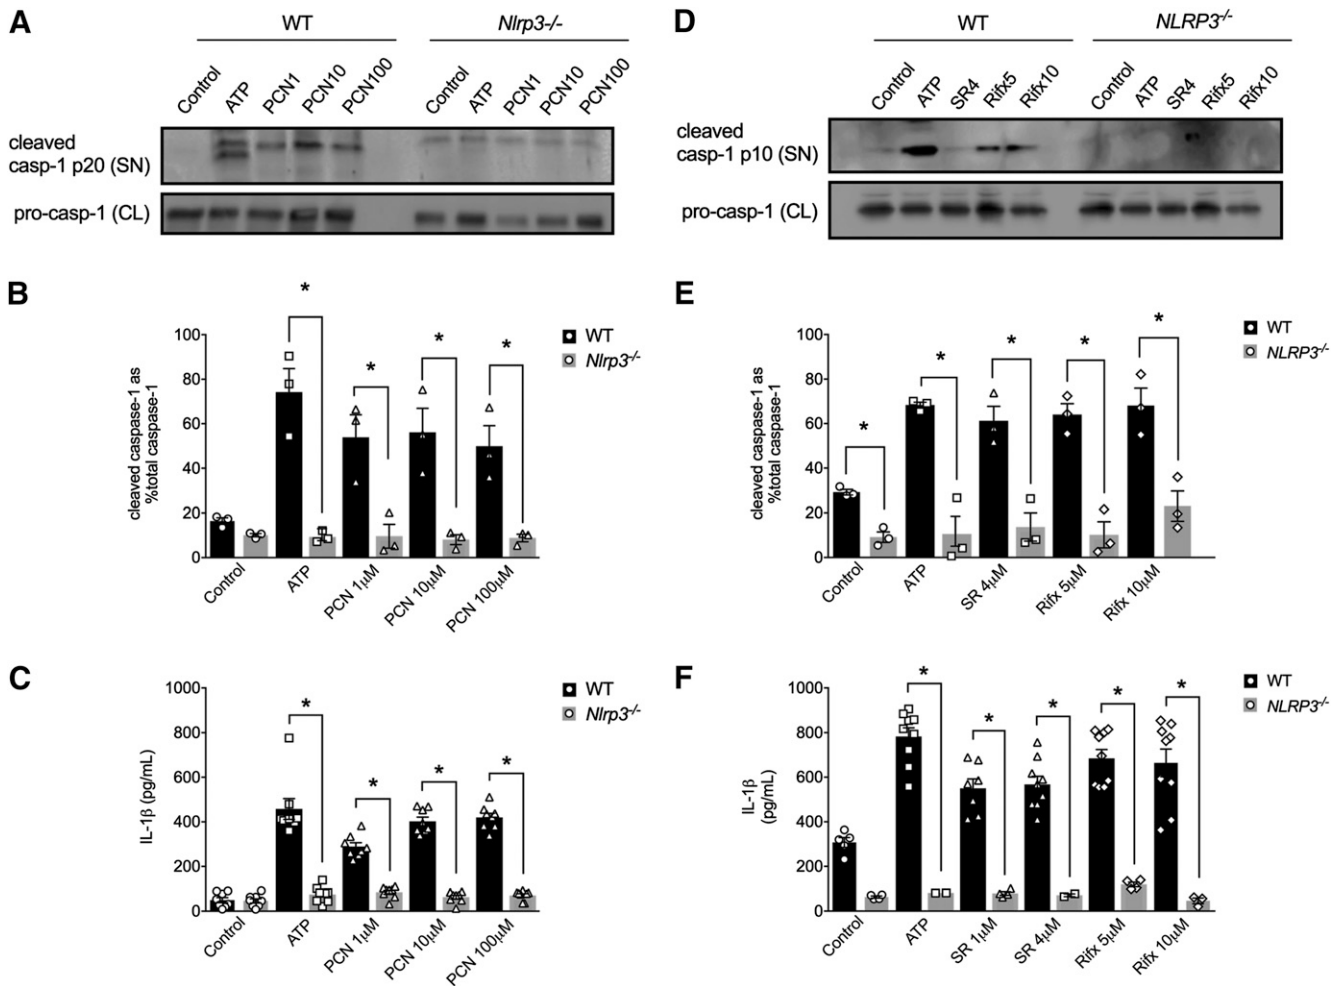 A
WT
Nlrp3-/-
Control
ATP
PCN1
PCN10
PCN100
Control
ATP
PCN1
PCN10
PCN100
cleaved
casp-1 p20 (SN)
pro-casp-1 (CL)
B
*
*
*
*
WT
Nlrp3-/-
cleaved caspase-1 as
%total caspase-1
100
80
60
40
20
0
Control
ATP
PCN 1μM
PCN 10μM
PCN 100μM
C
*
*
*
*
WT
Nlrp3-/-
IL-1β (pg/mL)
1000
800
600
400
200
0
Control
ATP
PCN 1μM
PCN 10μM
PCN 100μM
D
WT
NLRP3-/-
Control
ATP
SR4
Rifx5
Rifx10
Control
ATP
SR4
Rifx5
Rifx10
cleaved
casp-1 p10 (SN)
pro-casp-1 (CL)
E
*
*
*
*
*
WT
NLRP3-/-
cleaved caspase-1 as
%total caspase-1
100
80
60
40
20
0
Control
ATP
SR 4μM
Rifx 5μM
Rifx 10μM
F
*
*
*
*
*
WT
NLRP3-/-
IL-1β
(pg/mL)
1000
800
600
400
200
0
Control
ATP
SR 1μM
SR 4μM
Rifx 5μM
Rifx 10μM